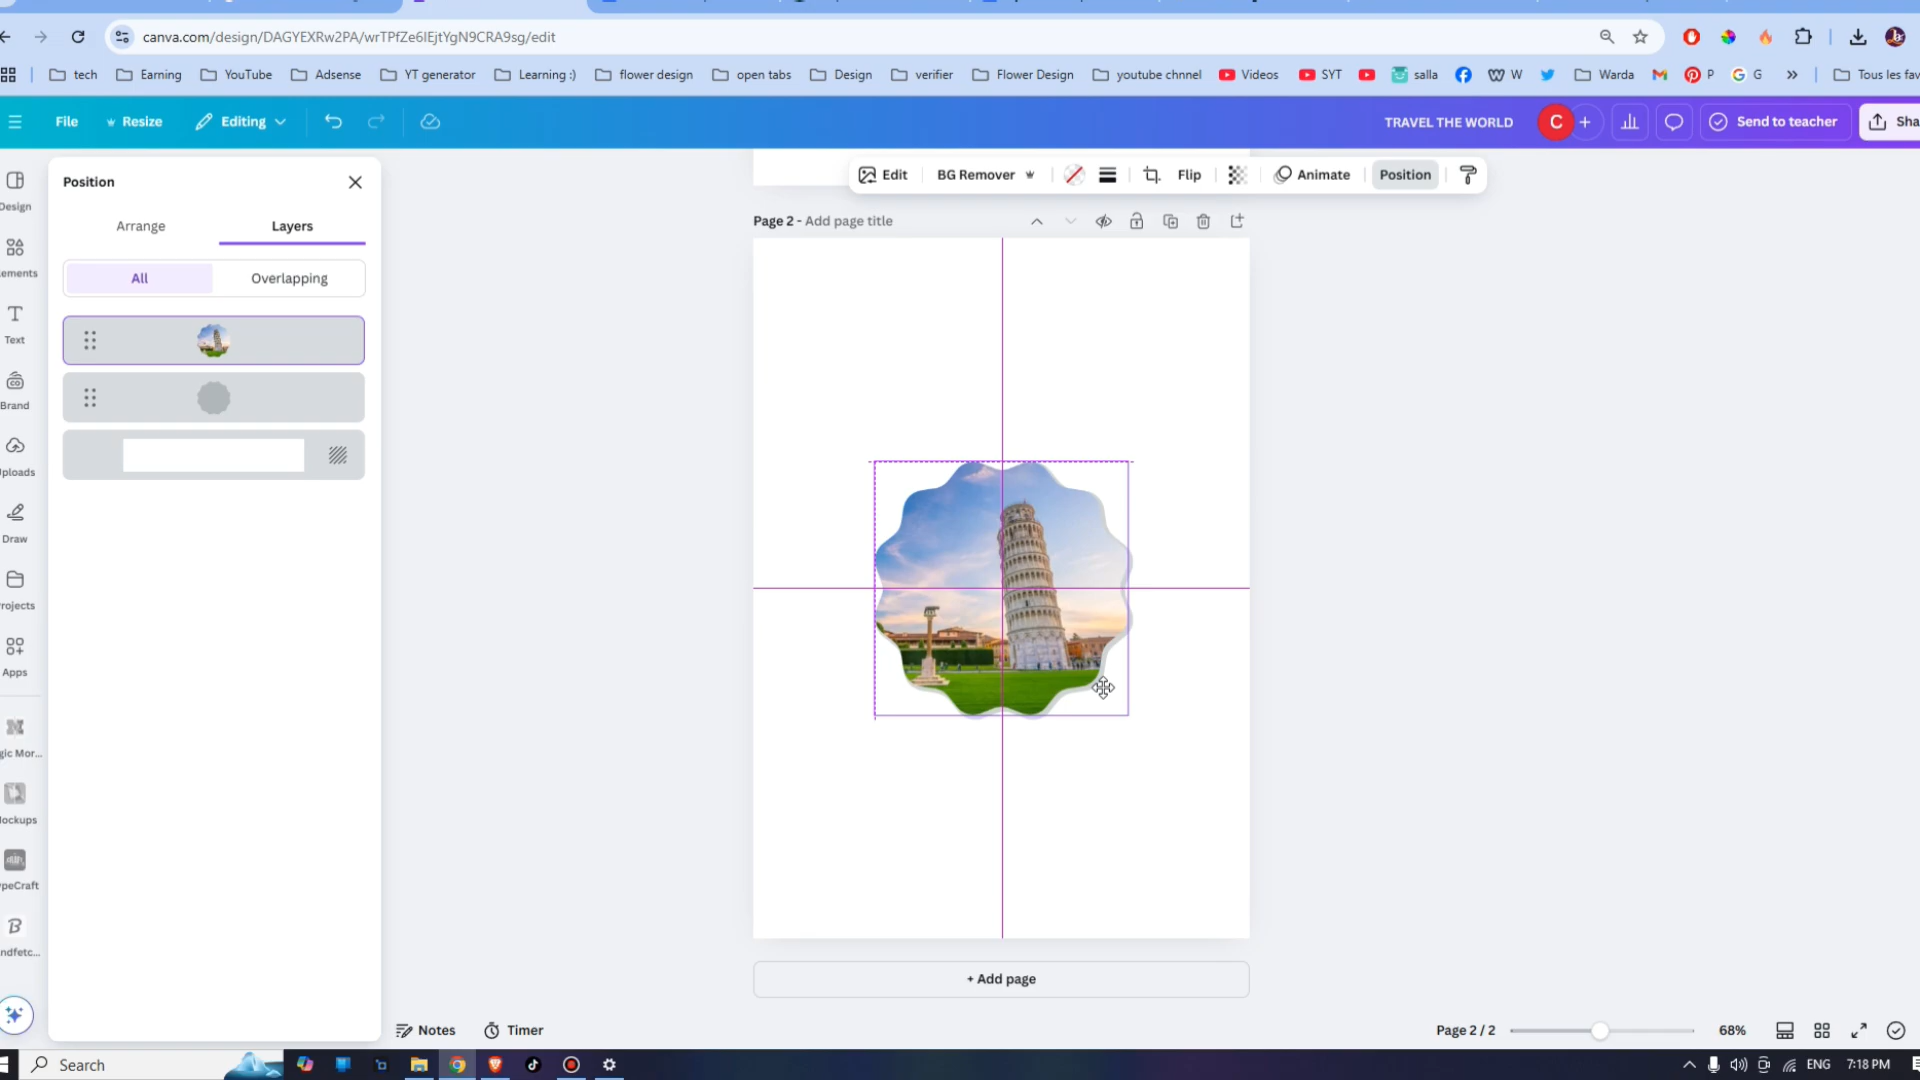 canva.com/design/DAGYEXRw2PA/wrTPfZe6lEjtYgN9CRA9sg/edit
tech
Earning
YouTube
Adsense
YT generator
Learning :)
flower design
open tabs
Design
verifier
Flower Design
youtube chnnel
Videos
SYT
salla
W
Warda
P
G
Tous les fav
File
Resize
Editing
TRAVEL THE WORLD
C
Send to teacher
Sha
Position
Arrange
Layers
All
Overlapping
Edit
BG Remover
Flip
Animate
Position
Page 2 - Add page title
Design
ements
Text
Brand
ploads
Draw
rojects
Apps
gic Mor...
ockups
ypeCraft
ndfetc...
+ Add page
Notes
Timer
Page 2 / 2
68%
Search
ENG
7:18 PM